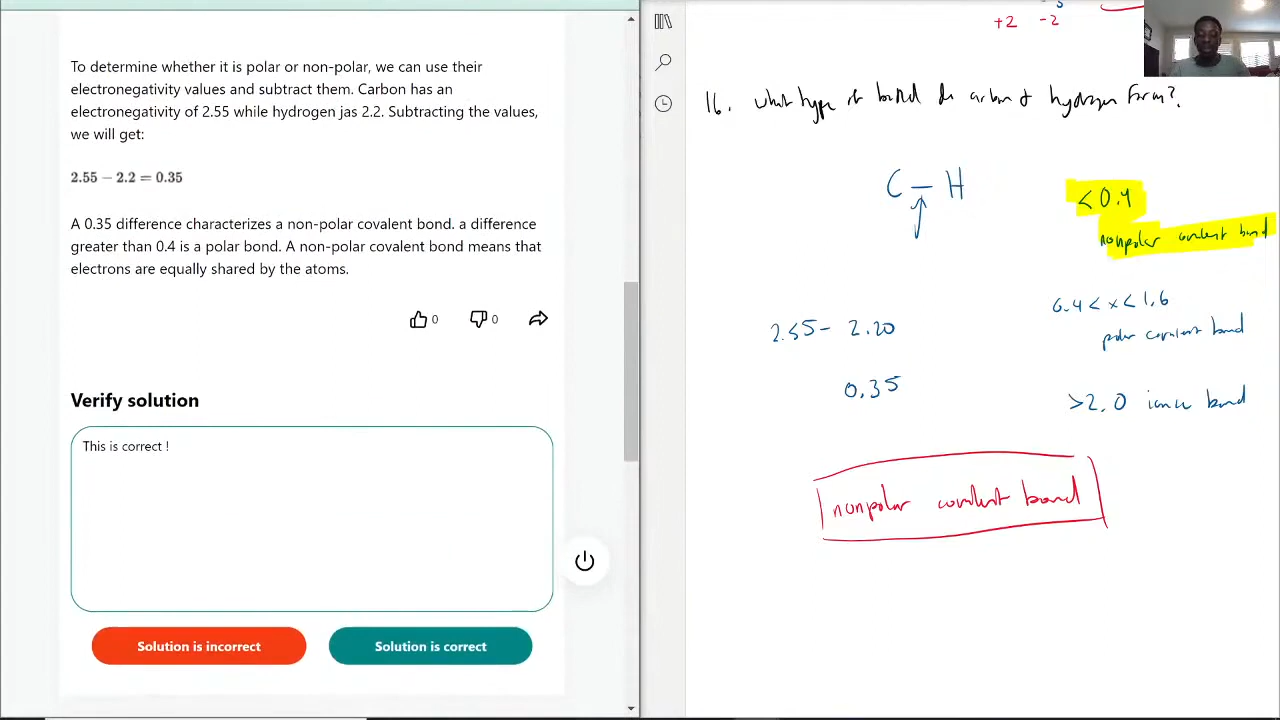 To determine whether it is polar or non-polar, we can use their
electronegativity values and subtract them. Carbon has an
electronegativity of 2.55 while hydrogen jas 2.2. Subtracting the values,
we will get:
2.55 − 2.2 = 0.35
A 0.35 difference characterizes a non-polar covalent bond. a difference
greater than 0.4 is a polar bond. A non-polar covalent bond means that
electrons are equally shared by the atoms.
0 0
Verify solution
This is correct !
Solution is incorrect Solution is correct
+2 -2
16. what type of bond do carbon & hydrogen form?
C — H
<0.4
nonpolar covalent bond
0.4 < x < 1.6
polar covalent bond
2.55 - 2.20
0.35
>2.0 ionic bond
nonpolar covalent bond